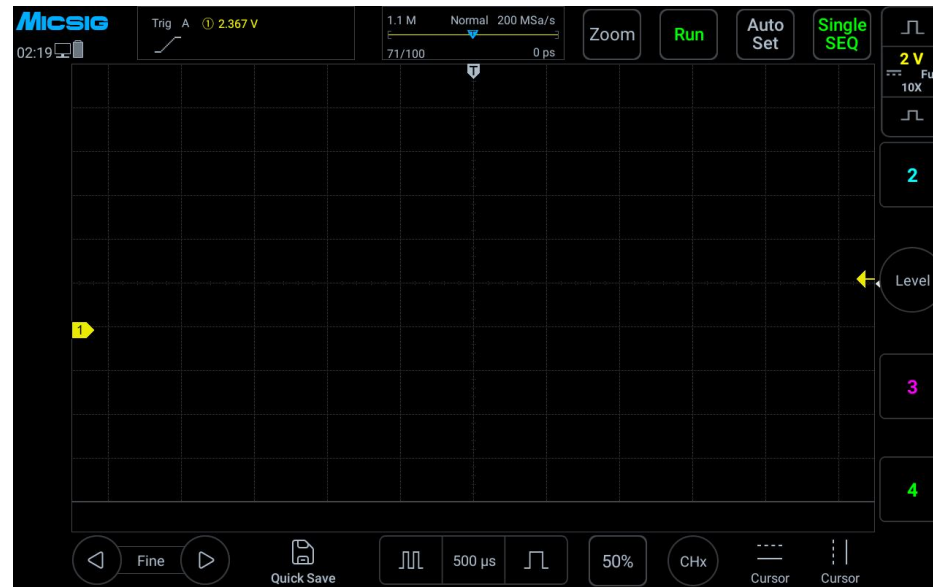 MICSIG
02:19
Trig A ① 2.367 V
1.1 M Normal 200 MSa/s
T
71/100 0 ps
Zoom
Run
Auto
Set
Single
SEQ
2 V
Fu
10X
T
2
1
Level
3
4
Fine
Quick Save
500 µs
50%
CHx
Cursor
Cursor